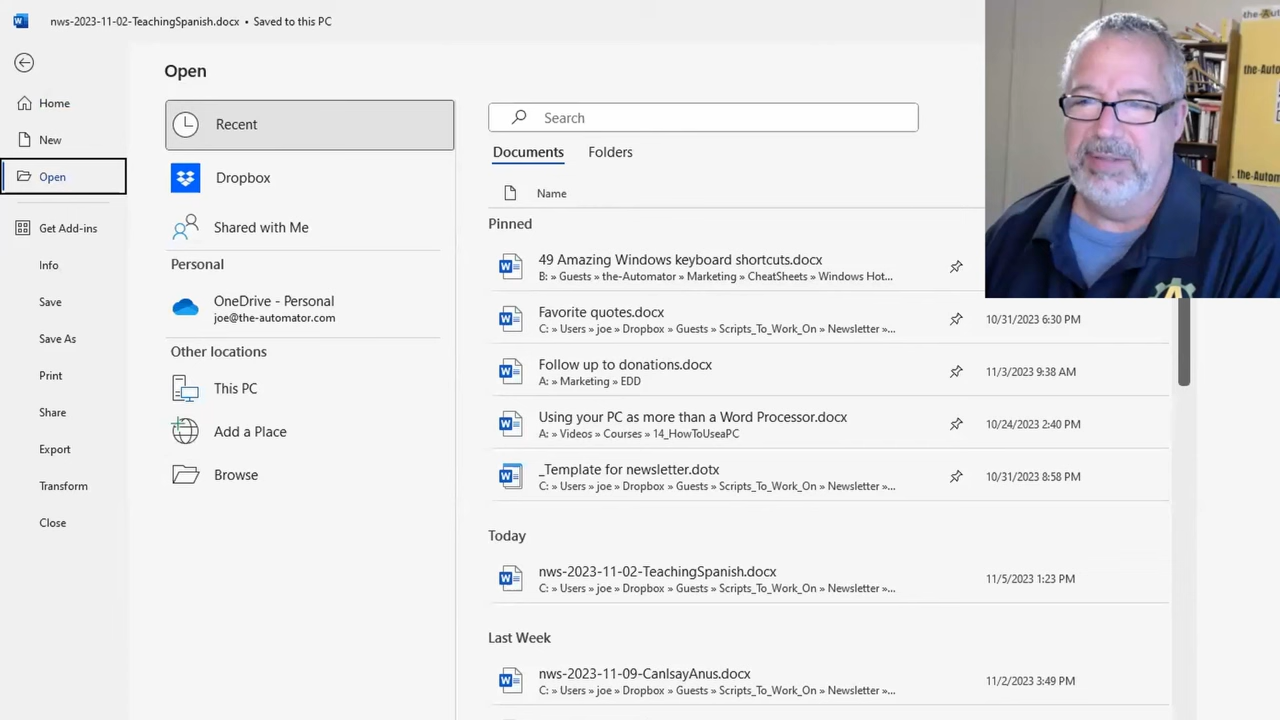 nws-2023-11-02-TeachingSpanish.docx • Saved to this PC
Home
New
Open
Get Add-ins
Info
Save
Save As
Print
Share
Export
Transform
Close
Open
Recent
Dropbox
Shared with Me
Personal
OneDrive - Personal
joe@the-automator.com
Other locations
This PC
Add a Place
Browse
Search
Documents Folders
Name
Pinned
49 Amazing Windows keyboard shortcuts.docx
B: » Guests » the-Automator » Marketing » CheatSheets » Windows Hot...
Favorite quotes.docx
C: » Users » joe » Dropbox » Guests » Scripts_To_Work_On » Newsletter »...
10/31/2023 6:30 PM
Follow up to donations.docx
A: » Marketing » EDD
11/3/2023 9:38 AM
Using your PC as more than a Word Processor.docx
A: » Videos » Courses » 14_HowToUseaPC
10/24/2023 2:40 PM
_Template for newsletter.dotx
C: » Users » joe » Dropbox » Guests » Scripts_To_Work_On » Newsletter »...
10/31/2023 8:58 PM
Today
nws-2023-11-02-TeachingSpanish.docx
C: » Users » joe » Dropbox » Guests » Scripts_To_Work_On » Newsletter »...
11/5/2023 1:23 PM
Last Week
nws-2023-11-09-CanIsayAnus.docx
C: » Users » joe » Dropbox » Guests » Scripts_To_Work_On » Newsletter »...
11/2/2023 3:49 PM
the-Auto
. the-Automa